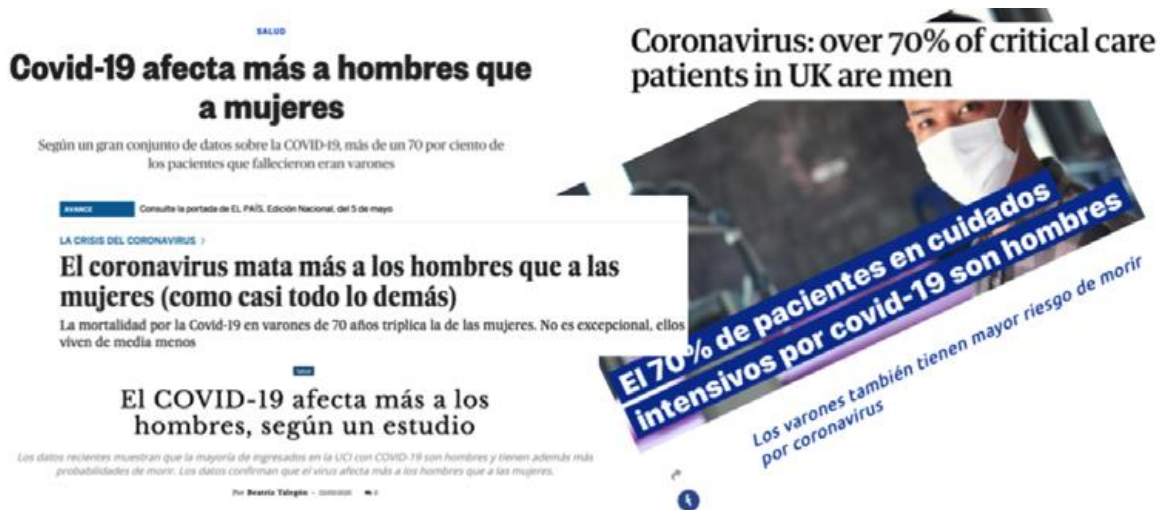 SALUD
Covid-19 afecta más a hombres que
a mujeres
Según un gran conjunto de datos sobre la COVID-19, más de un 70 por ciento de
los pacientes que fallecieron eran varones
AVANCE
Consulte la portada de EL PAÍS, Edición Nacional, del 5 de mayo
LA CRISIS DEL CORONAVIRUS >
El coronavirus mata más a los hombres que a las
mujeres (como casi todo lo demás)
La mortalidad por la Covid-19 en varones de 70 años triplica la de las mujeres. No es excepcional, ellos
viven de media menos
El COVID-19 afecta más a los
hombres, según un estudio
Los datos recientes muestran que la mayoría de ingresados en la UCI con COVID-19 son hombres y tienen además más
probabilidades de morir. Los datos confirman que el virus afecta más a los hombres que a las mujeres.
Por Beatriz Talegón -
Coronavirus: over 70% of critical care
patients in UK are men
El 70% de pacientes en cuidados
intensivos por covid-19 son hombres
Los varones también tienen mayor riesgo de morir
por coronavirus
f